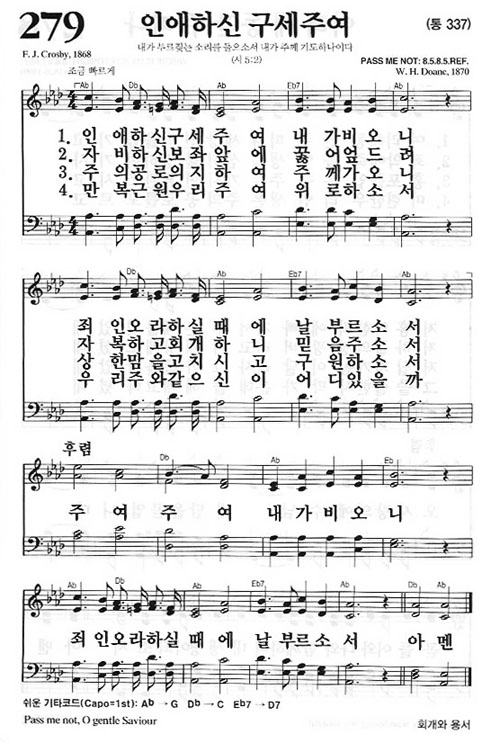 279
인애하신 구세주여
(통 337)
내가 부르짖는 소리를 들으소서 내가 주께 기도하나이다
(시 5:2)
F. J. Crosby, 1868
조금 빠르게
PASS ME NOT: 8.5.8.5.REF.
W. H. Doane, 1870
Ab Db Ab Eb7
1. 인 애하신구세주 여 내 가비오니
2. 자 비하신보좌앞 에 꿇 어엎드려
3. 주 의공로의지하 여 주 께가오니
4. 만 복근원우리주 여 위 로하소서
Ab Db Ab Eb7 Ab
죄 인오라하실때 에 날 부르소서
자 복하고회개하 니 믿 음주소서
상 한맘을고치시 고 구 원하소서
우 리주와같으신 이 어 디있을까
후렴
Ab Db Ab Eb
주 여 주 여 내가비오니
Ab Db Ab Eb7 Ab Db Ab
죄 인오라하실때에 날부르소서 아멘
쉬운 기타코드(Capo=1st): Ab → G Db → C Eb7 → D7
Pass me not, O gentle Saviour
회개와 용서